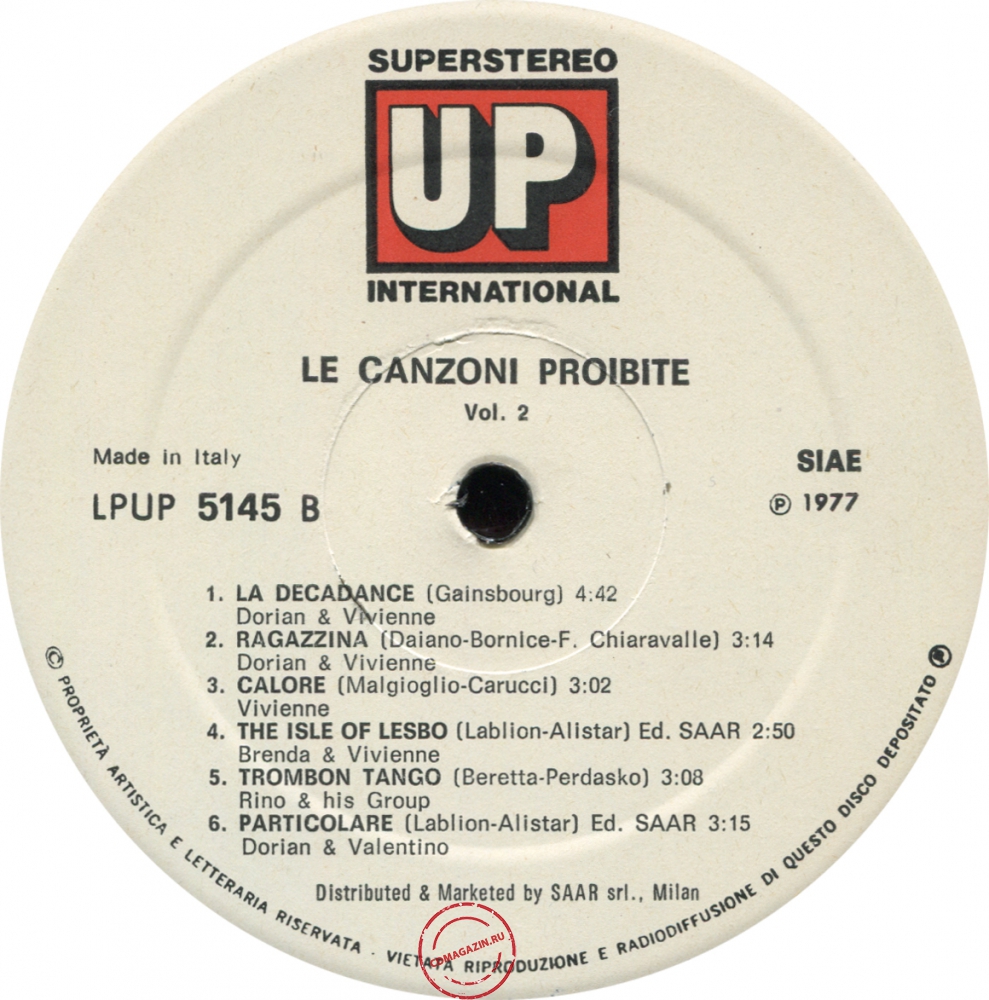 SUPERSTEREO
UP
INTERNATIONAL
LE CANZONI PROIBITE
Vol. 2
Made in Italy
SIAE
LPUP 5145 B
℗ 1977
1. LA DECADANCE (Gainsbourg) 4:42
Dorian & Vivienne
2. RAGAZZINA (Daiano-Bornice-F. Chiaravalle) 3:14
Dorian & Vivienne
3. CALORE (Malgioglio-Carucci) 3:02
Vivienne
4. THE ISLE OF LESBO (Lablion-Alistar) Ed. SAAR 2:50
Brenda & Vivienne
5. TROMBON TANGO (Beretta-Perdasko) 3:08
Rino & his Group
6. PARTICOLARE (Lablion-Alistar) Ed. SAAR 3:15
Dorian & Valentino
Distributed & Marketed by SAAR srl., Milan
© PROPRIETÀ ARTISTICA E LETTERARIA RISERVATA · VIETATA RIPRODUZIONE E RADIODIFFUSIONE DI QUESTO DISCO DEPOSITATO ℗
CDMAGAZIN.RU